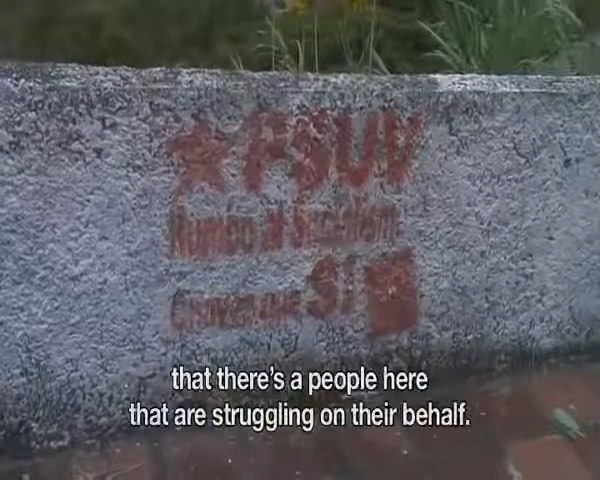 PSUV
Rumbo al Socialismo
SI
that there's a people here
that are struggling on their behalf.